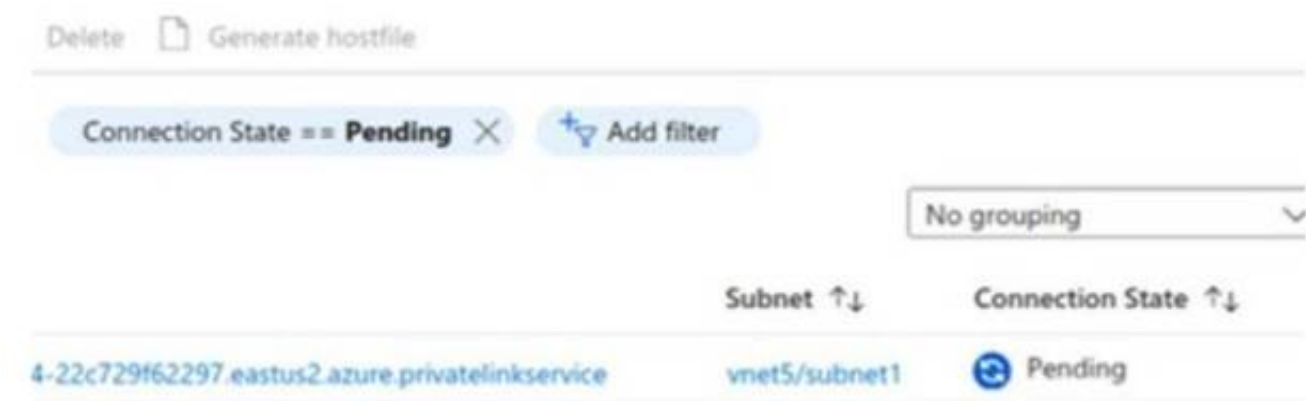 Delete Generate hostfile
Connection State == Pending Add filter
No grouping
Subnet Connection State
4-22c729f62297.eastus2.azure.privatelinkservice vnet5/subnet1 Pending